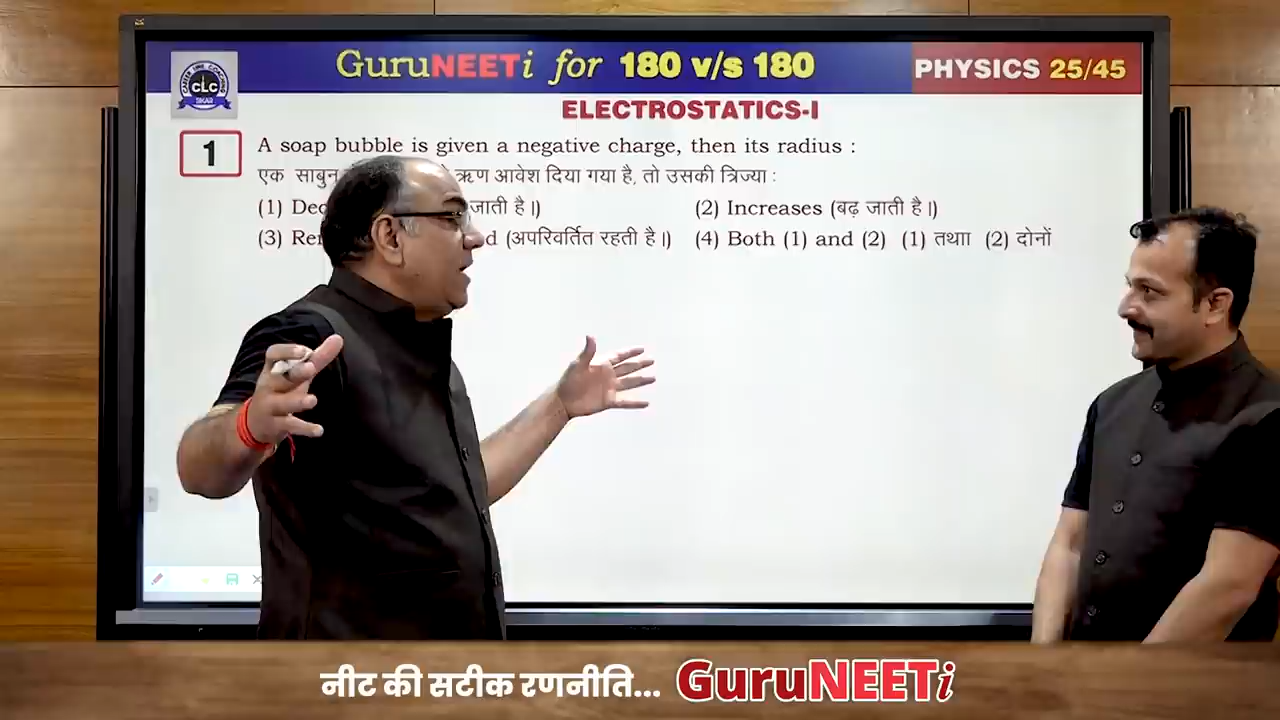 GuruNEETi for 180 v/s 180
PHYSICS 25/45
CLC
SIKAR
ELECTROSTATICS-I
1
A soap bubble is given a negative charge, then its radius :
एक साबुन ऋण आवेश दिया गया है, तो उसकी त्रिज्या :
(1) जाती है।)
(2) Increases (बढ़ जाती है।)
(3) (अपरिवर्तित रहती है।)
(4) Both (1) and (2) (1) तथाा (2) दोनों
नीट की सटीक रणनीति... GuruNEETi